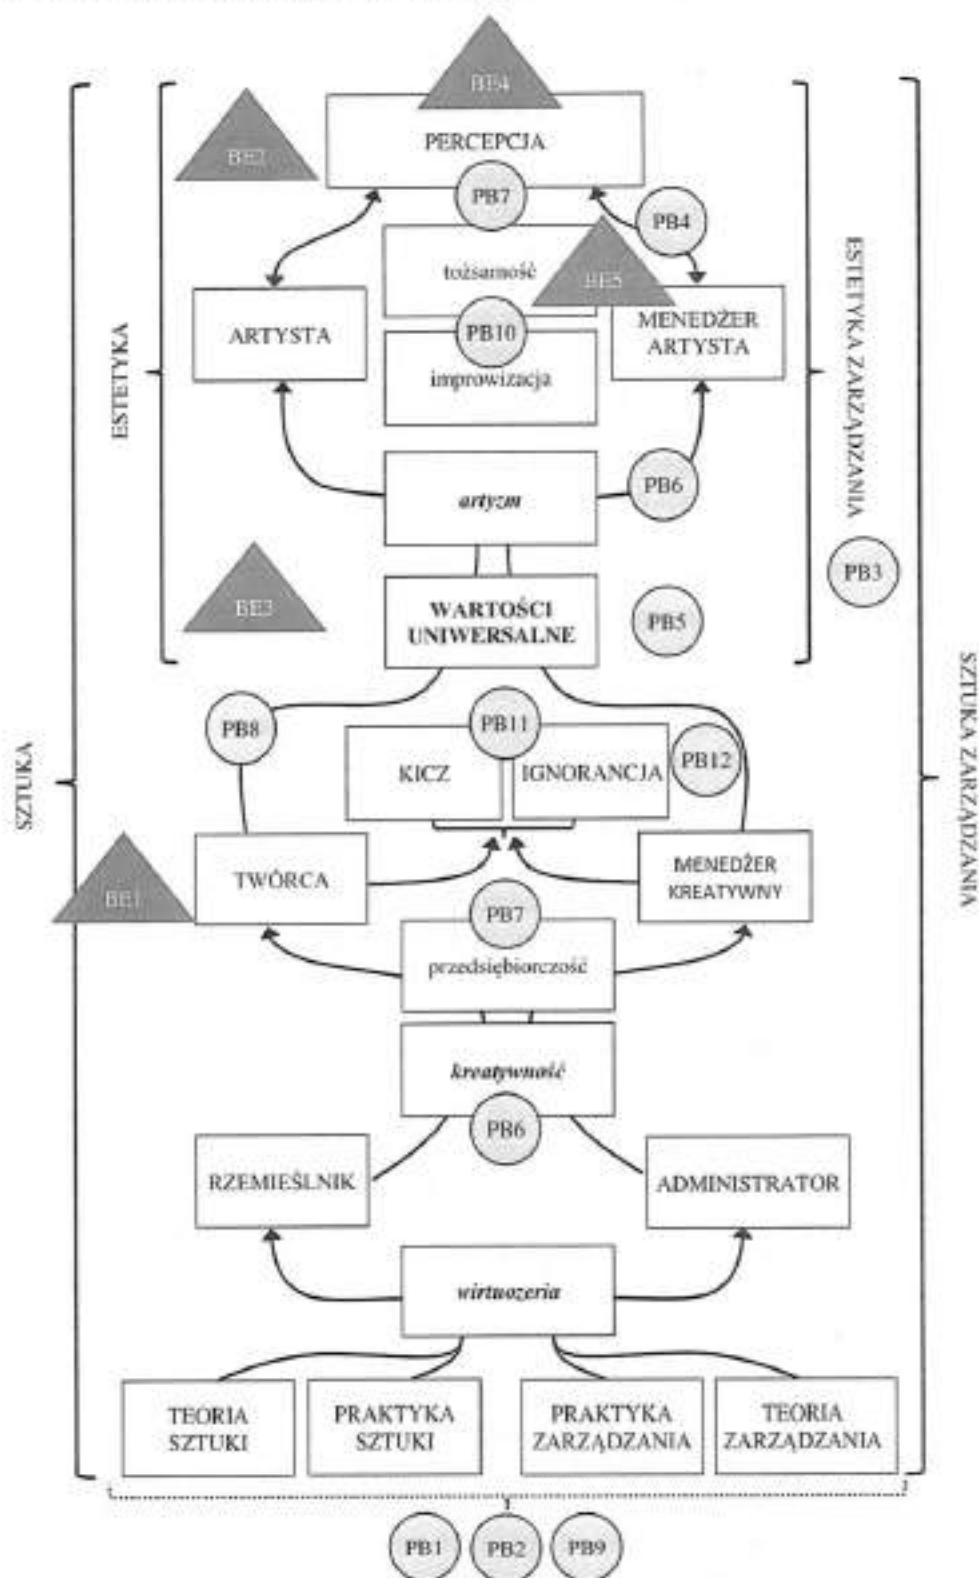 BE4
PERCEPCJA
BE2
PB7
PB4
tożsamość
BE5
ARTYSTA
PB10
MENEDŻER
ARTYSTA
improwizacja
ESTETYKA
ESTETYKA ZARZĄDZANIA
artyzm
PB6
PB3
BE3
WARTOŚCI
UNIWERSALNE
PB5
PB8
PB11
KICZ
IGNORANCJA
PB12
SZTUKA
SZTUKA ZARZĄDZANIA
BE1
TWÓRCA
MENEDŻER
KREATYWNY
PB7
przedsiębiorczość
kreatywność
PB6
RZEMIEŚLNIK
ADMINISTRATOR
wirtuozeria
TEORIA
SZTUKI
PRAKTYKA
SZTUKI
PRAKTYKA
ZARZĄDZANIA
TEORIA
ZARZĄDZANIA
PB1
PB2
PB9